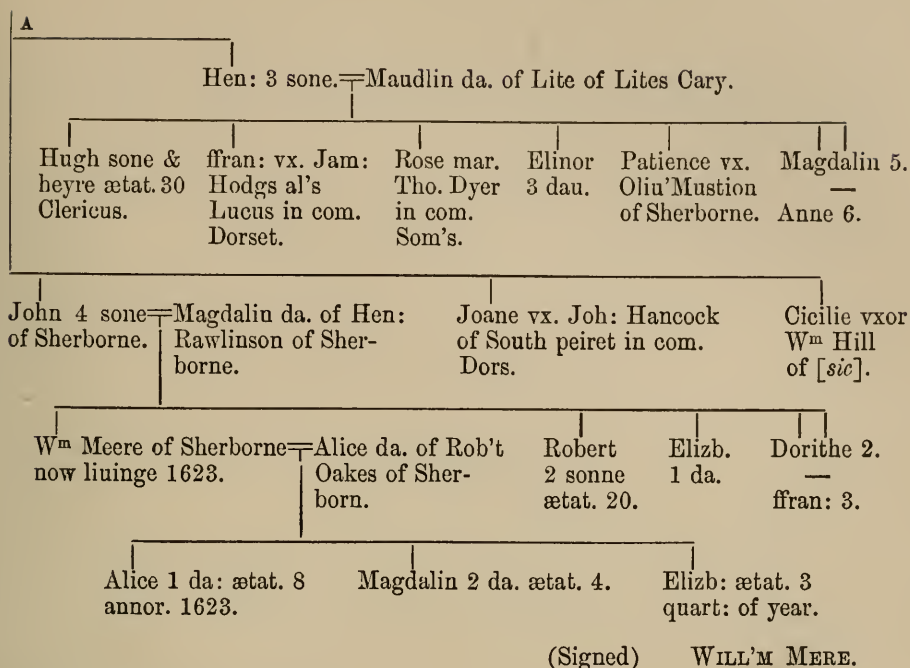 A
Hen: 3 sone. Maudlin da. of Lite of Lites Cary.
Hugh sone &
heyre ætat. 30
Clericus.
ffran: vx. Jam:
Hodgs al's
Lucus in com.
Dorset.
Rose mar.
Tho. Dyer
in com.
Som's.
Elinor
3 dau.
Patience vx.
Oliu'Mustion
of Sherborne.
Magdalin 5.
—
Anne 6.
John 4 sone
of Sherborne.
Magdalin da. of Hen:
Rawlinson of Sher-
borne.
Joane vx. Joh: Hancock
of South peiret in com.
Dors.
Cicilie vxor
Wm Hill
of [sic].
Wm Meere of Sherborne
now liuinge 1623.
Alice da. of Rob't
Oakes of Sher-
born.
Robert
2 sonne
ætat. 20.
Elizb.
1 da.
Dorithe 2.
—
ffran: 3.
Alice 1 da: ætat. 8
annor. 1623.
Magdalin 2 da. ætat. 4.
Elizb: ætat. 3
quart: of year.
(Signed) WILL'M MERE.